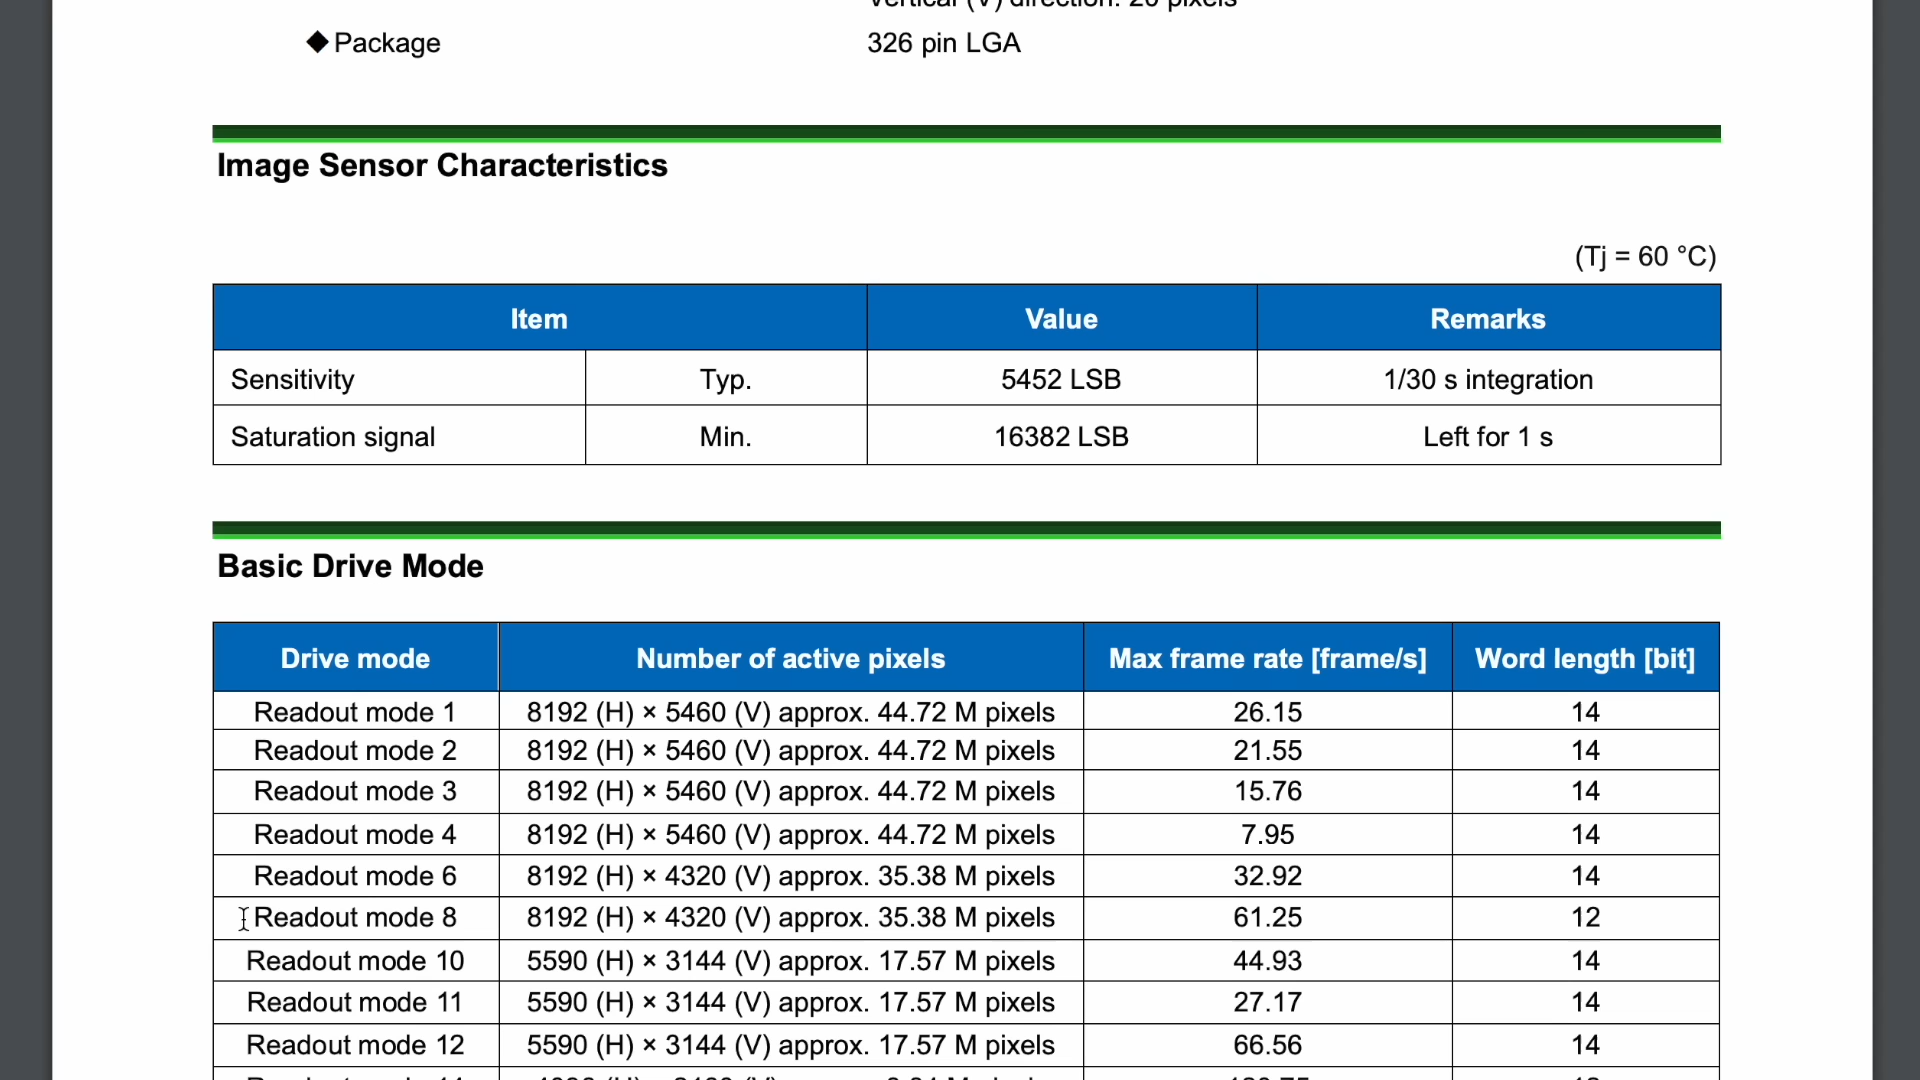 Vertical (V) direction: 20 pixels
◆Package 326 pin LGA
Image Sensor Characteristics
(Tj = 60 °C)
Item Value Remarks
Sensitivity Typ. 5452 LSB 1/30 s integration
Saturation signal Min. 16382 LSB Left for 1 s
Basic Drive Mode
Drive mode Number of active pixels Max frame rate [frame/s] Word length [bit]
Readout mode 1 8192 (H) × 5460 (V) approx. 44.72 M pixels 26.15 14
Readout mode 2 8192 (H) × 5460 (V) approx. 44.72 M pixels 21.55 14
Readout mode 3 8192 (H) × 5460 (V) approx. 44.72 M pixels 15.76 14
Readout mode 4 8192 (H) × 5460 (V) approx. 44.72 M pixels 7.95 14
Readout mode 6 8192 (H) × 4320 (V) approx. 35.38 M pixels 32.92 14
Readout mode 8 8192 (H) × 4320 (V) approx. 35.38 M pixels 61.25 12
Readout mode 10 5590 (H) × 3144 (V) approx. 17.57 M pixels 44.93 14
Readout mode 11 5590 (H) × 3144 (V) approx. 17.57 M pixels 27.17 14
Readout mode 12 5590 (H) × 3144 (V) approx. 17.57 M pixels 66.56 14